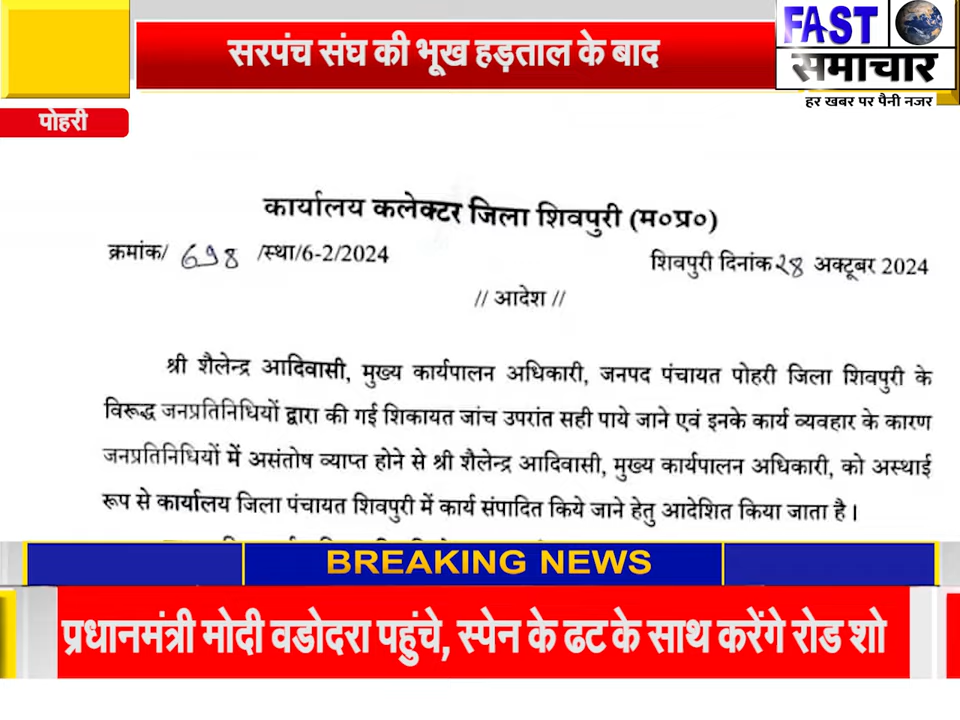 सरपंच संघ की भूख हड़ताल के बाद
FAST
समाचार
हर खबर पर पैनी नजर
पोहरी
कार्यालय कलेक्टर जिला शिवपुरी (म०प्र०)
क्रमांक/ 698 /स्था/6-2/2024
शिवपुरी दिनांक २८ अक्टूबर 2024
// आदेश //
श्री शैलेन्द्र आदिवासी, मुख्य कार्यपालन अधिकारी, जनपद पंचायत पोहरी जिला शिवपुरी के
विरूद्ध जनप्रतिनिधियों द्वारा की गई शिकायत जांच उपरांत सही पाये जाने एवं इनके कार्य व्यवहार के कारण
जनप्रतिनिधियों में असंतोष व्याप्त होने से श्री शैलेन्द्र आदिवासी, मुख्य कार्यपालन अधिकारी, को अस्थाई
रूप से कार्यालय जिला पंचायत शिवपुरी में कार्य संपादित किये जाने हेतु आदेशित किया जाता है।
BREAKING NEWS
प्रधानमंत्री मोदी वडोदरा पहुंचे, स्पेन के ढट के साथ करेंगे रोड शो